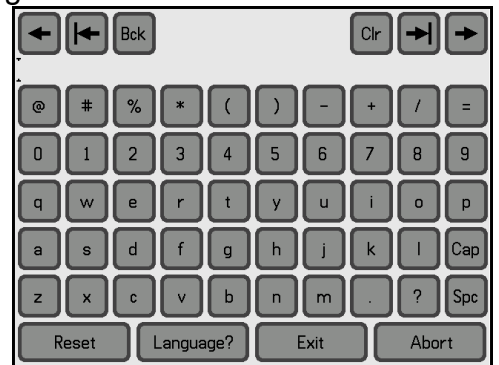 Bck Clr
@ # % * ( ) - + / =
0 1 2 3 4 5 6 7 8 9
q w e r t y u i o p
a s d f g h j k l Cap
z x c v b n m . ? Spc
Reset Language? Exit Abort